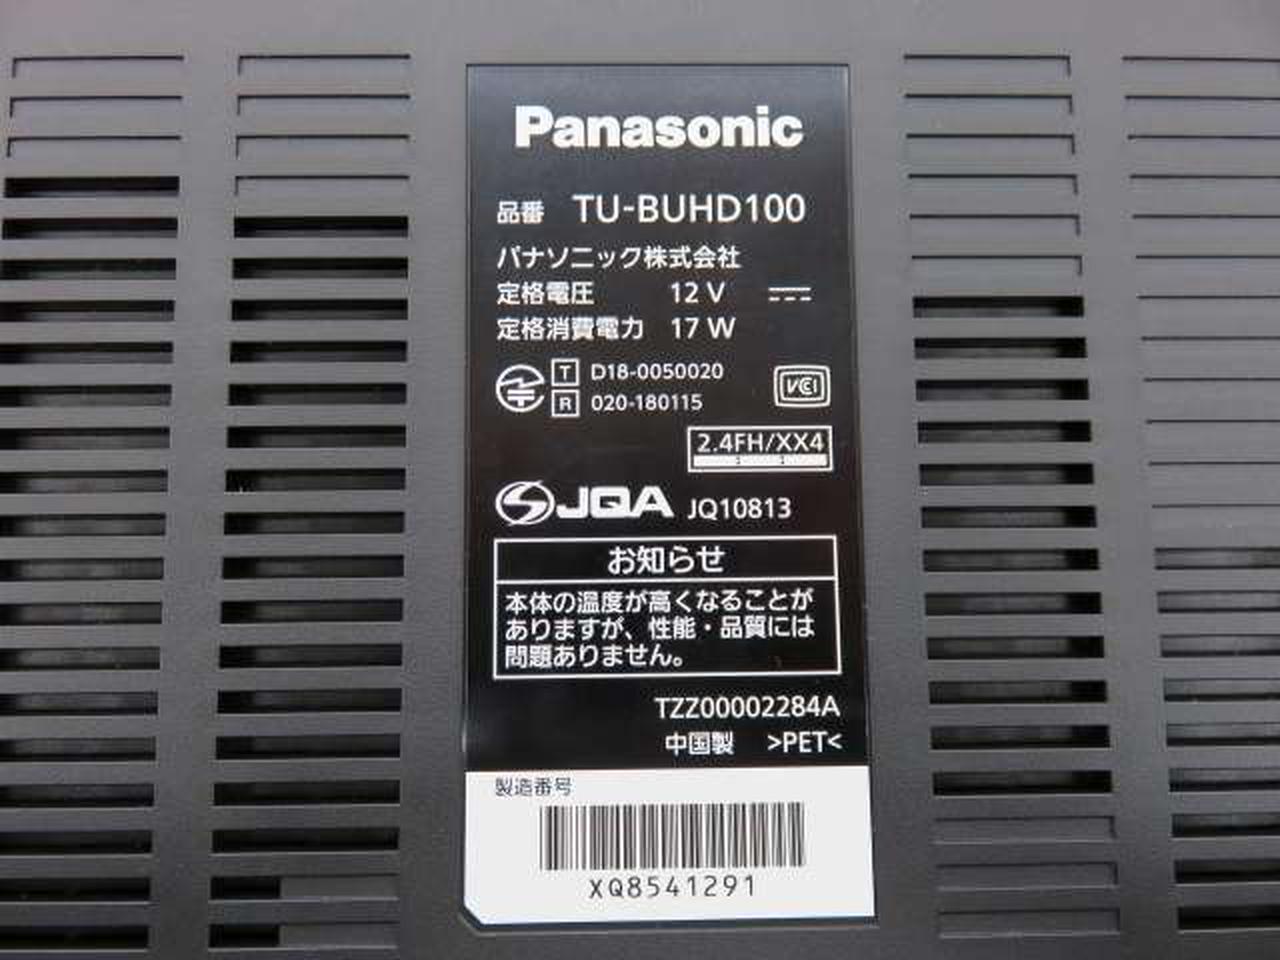 Panasonic
品番 TU-BUHD100
パナソニック株式会社
定格電圧 12 V
定格消費電力 17 W
T D18-0050020
R 020-180115
VCCI
2.4FH/XX4
JQA JQ10813
お知らせ
本体の温度が高くなることが
ありますが、性能・品質には
問題ありません。
TZZ00002284A
中国製 >PET<
製造番号
XQ8541291